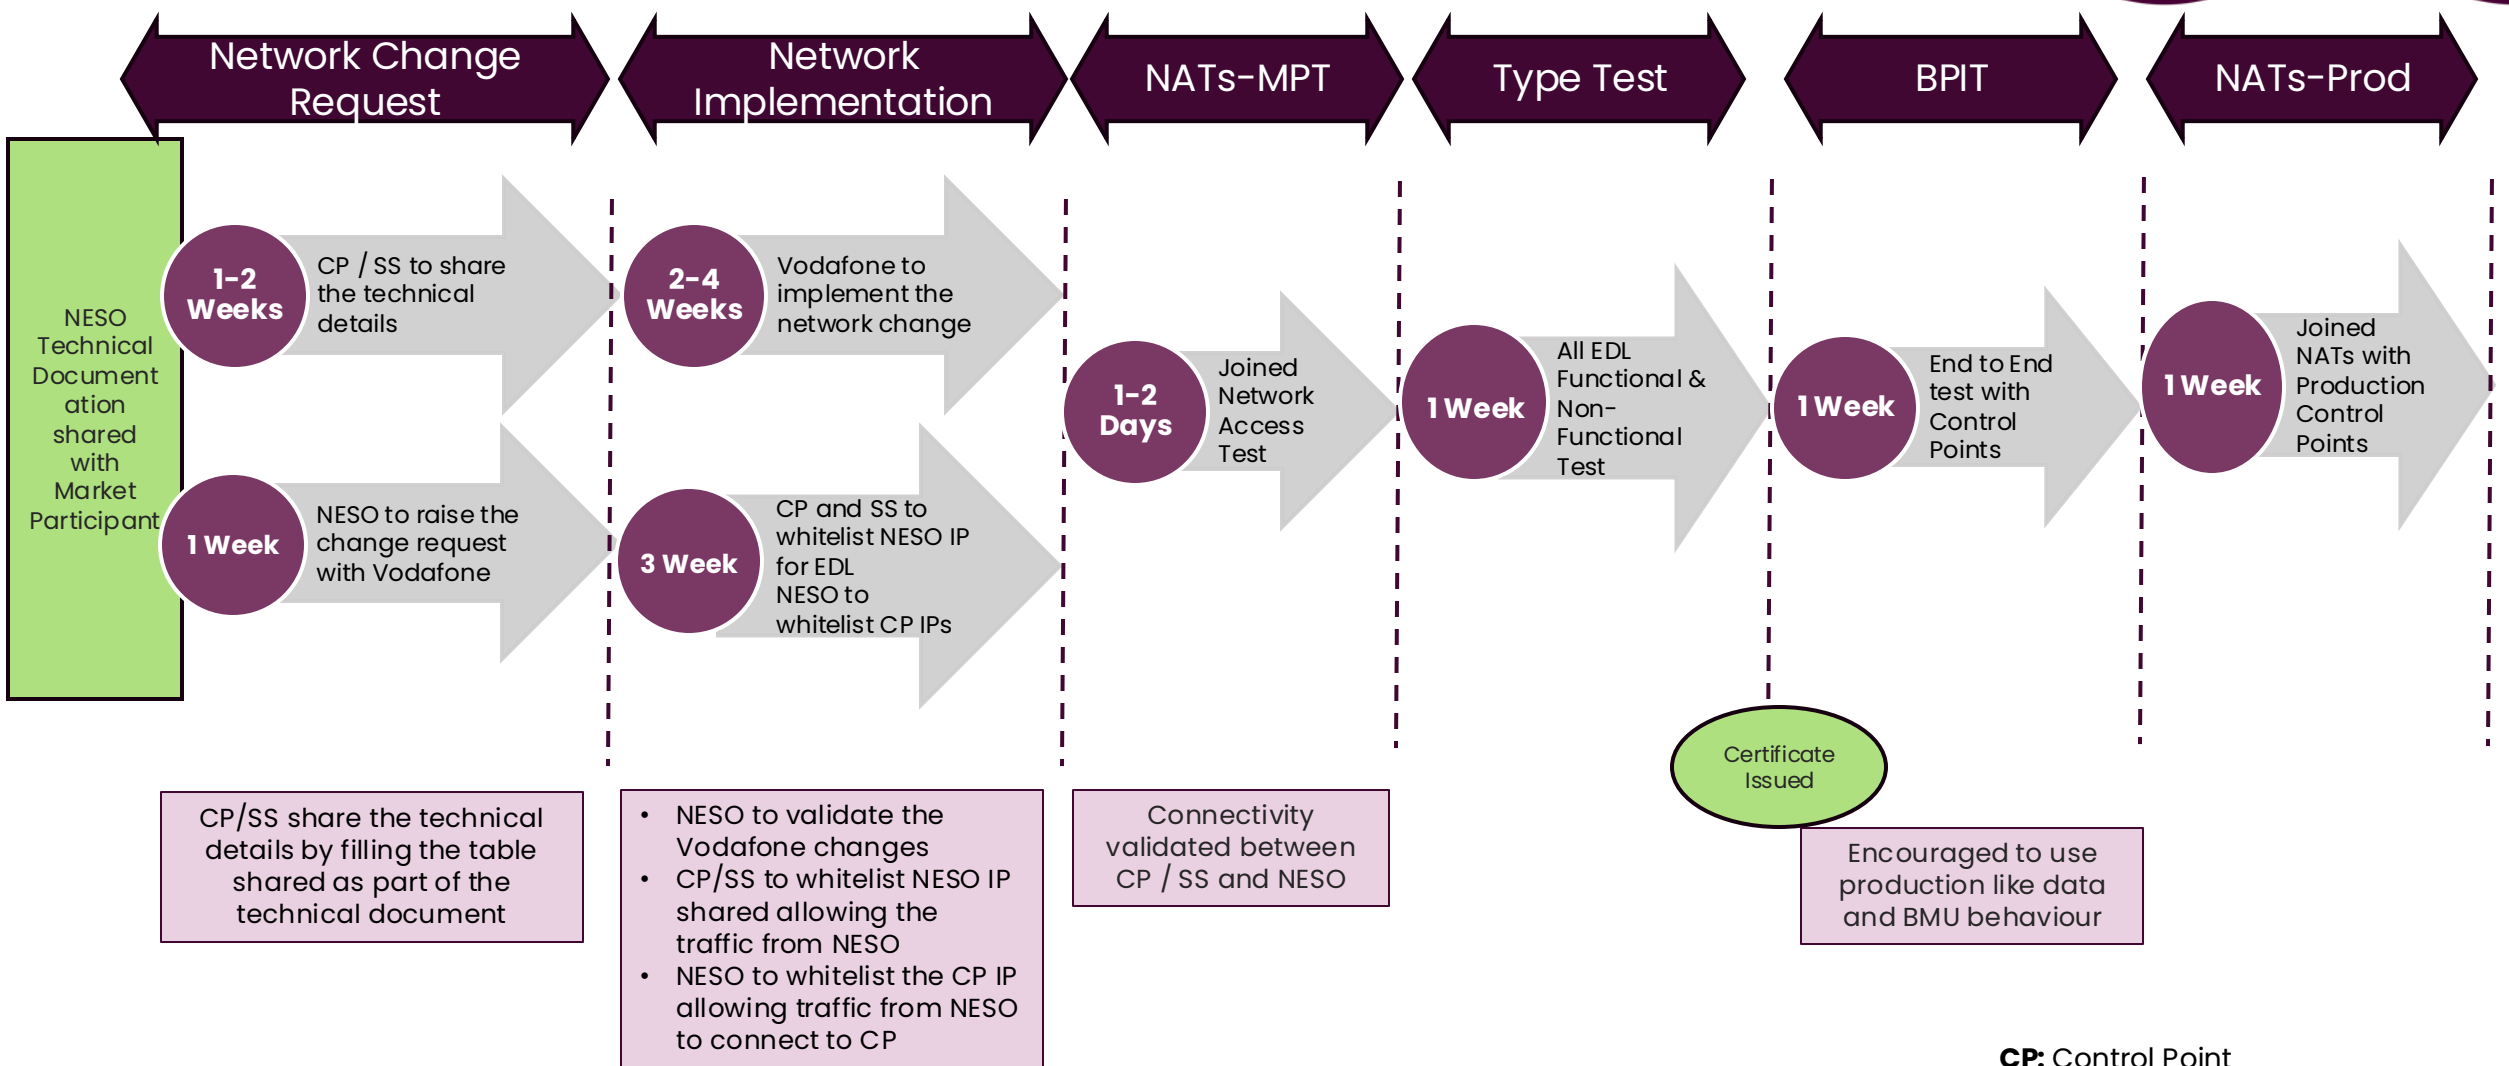 Network Change
Request
Network
Implementation
NATs-MPT
Type Test
BPIT
NATs-Prod
NESO
Technical
Document
ation
shared
with
Market
Participant
1-2
Weeks
CP / SS to share
the technical
details
1 Week
NESO to raise the
change request
with Vodafone
2-4
Weeks
Vodafone to
implement the
network change
3 Week
CP and SS to
whitelist NESO IP
for EDL
NESO to
whitelist CP IPs
1-2
Days
Joined
Network
Access
Test
1 Week
All EDL
Functional &
Non-
Functional
Test
1 Week
End to End
test with
Control
Points
1 Week
Joined
NATs with
Production
Control
Points
Certificate
Issued
CP/SS share the technical
details by filling the table
shared as part of the
technical document
• NESO to validate the
Vodafone changes
• CP/SS to whitelist NESO IP
shared allowing the
traffic from NESO
• NESO to whitelist the CP IP
allowing traffic from NESO
to connect to CP
Connectivity
validated between
CP / SS and NESO
Encouraged to use
production like data
and BMU behaviour
CP: Control Point